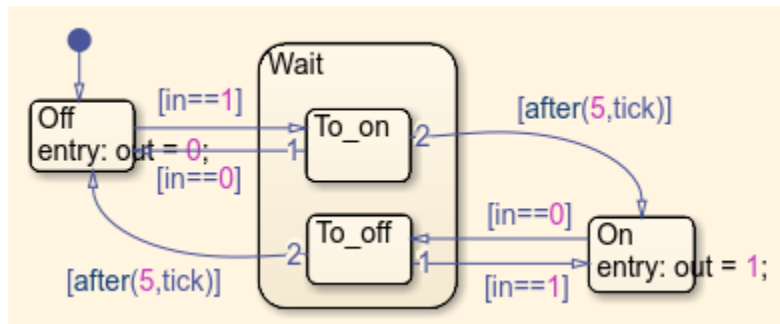 Wait
[in==1]
[after(5,tick)]
Off
entry: out = 0;
To_on
1
2
[in==0]
To_off
[in==0]
On
entry: out = 1;
2
1
[after(5,tick)]
[in==1]